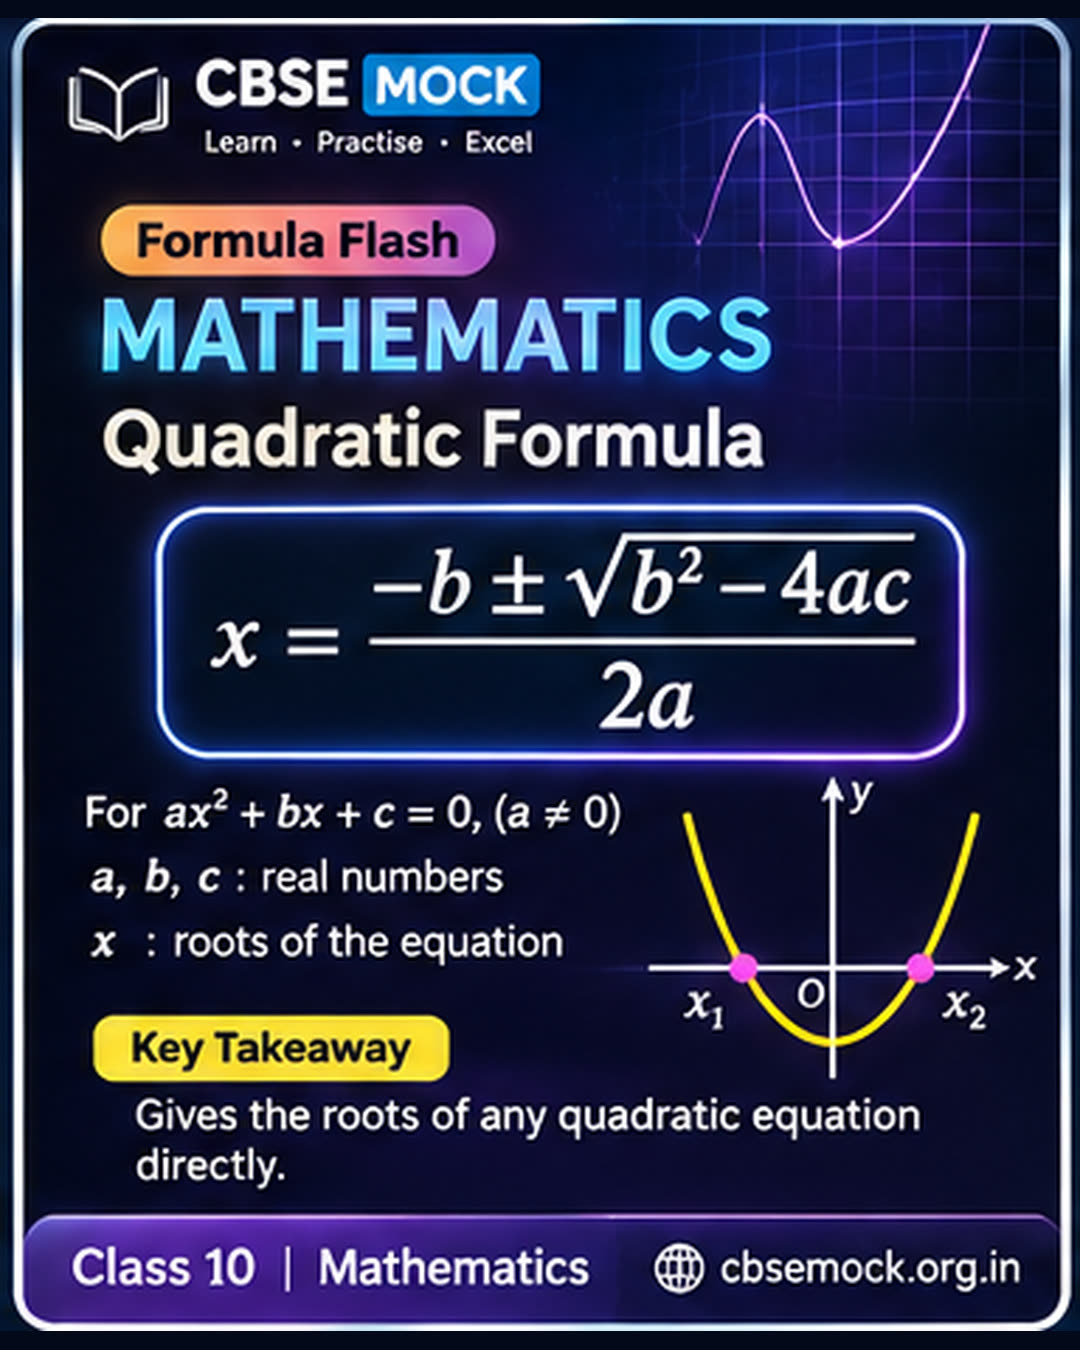 CBSE MOCK
Learn • Practise • Excel
Formula Flash
MATHEMATICS
Quadratic Formula
x = (−b ± √(b² − 4ac)) / 2a
For ax² + bx + c = 0, (a ≠ 0)
a, b, c : real numbers
x : roots of the equation
y
x
O
x₁
x₂
Key Takeaway
Gives the roots of any quadratic equation
directly.
Class 10 | Mathematics
cbsemock.org.in